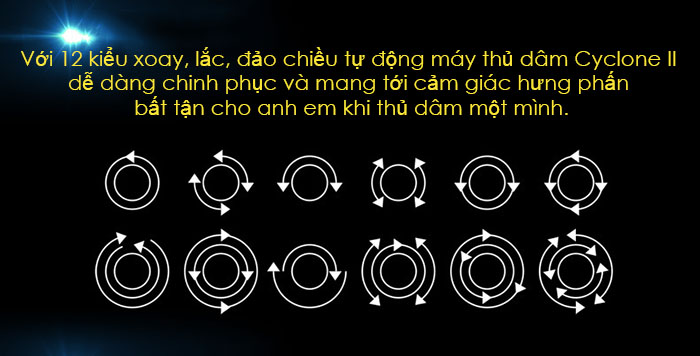 Với 12 kiểu xoay, lắc, đảo chiều tự động máy thủ dâm Cyclone II
dễ dàng chinh phục và mang tới cảm giác hưng phấn
bất tận cho anh em khi thủ dâm một mình.